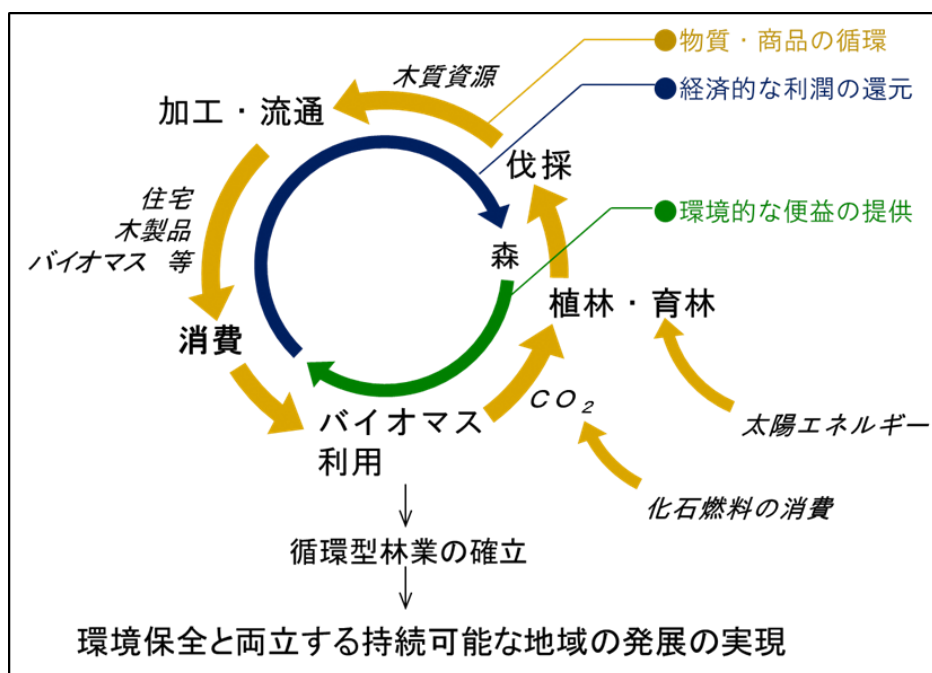 ●物質・商品の循環
木質資源
●経済的な利潤の還元
加工・流通
伐採
住宅
木製品
バイオマス 等
●環境的な便益の提供
森
植林・育林
消費
CO₂
バイオマス
利用
太陽エネルギー
化石燃料の消費
循環型林業の確立
環境保全と両立する持続可能な地域の発展の実現